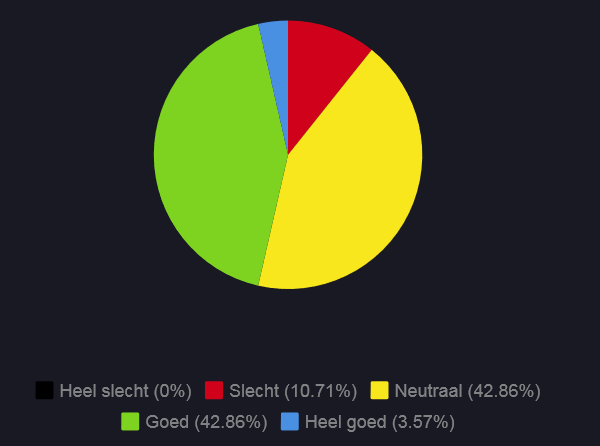 Heel slecht (0%) Slecht (10.71%) Neutraal (42.86%)
Goed (42.86%) Heel goed (3.57%)